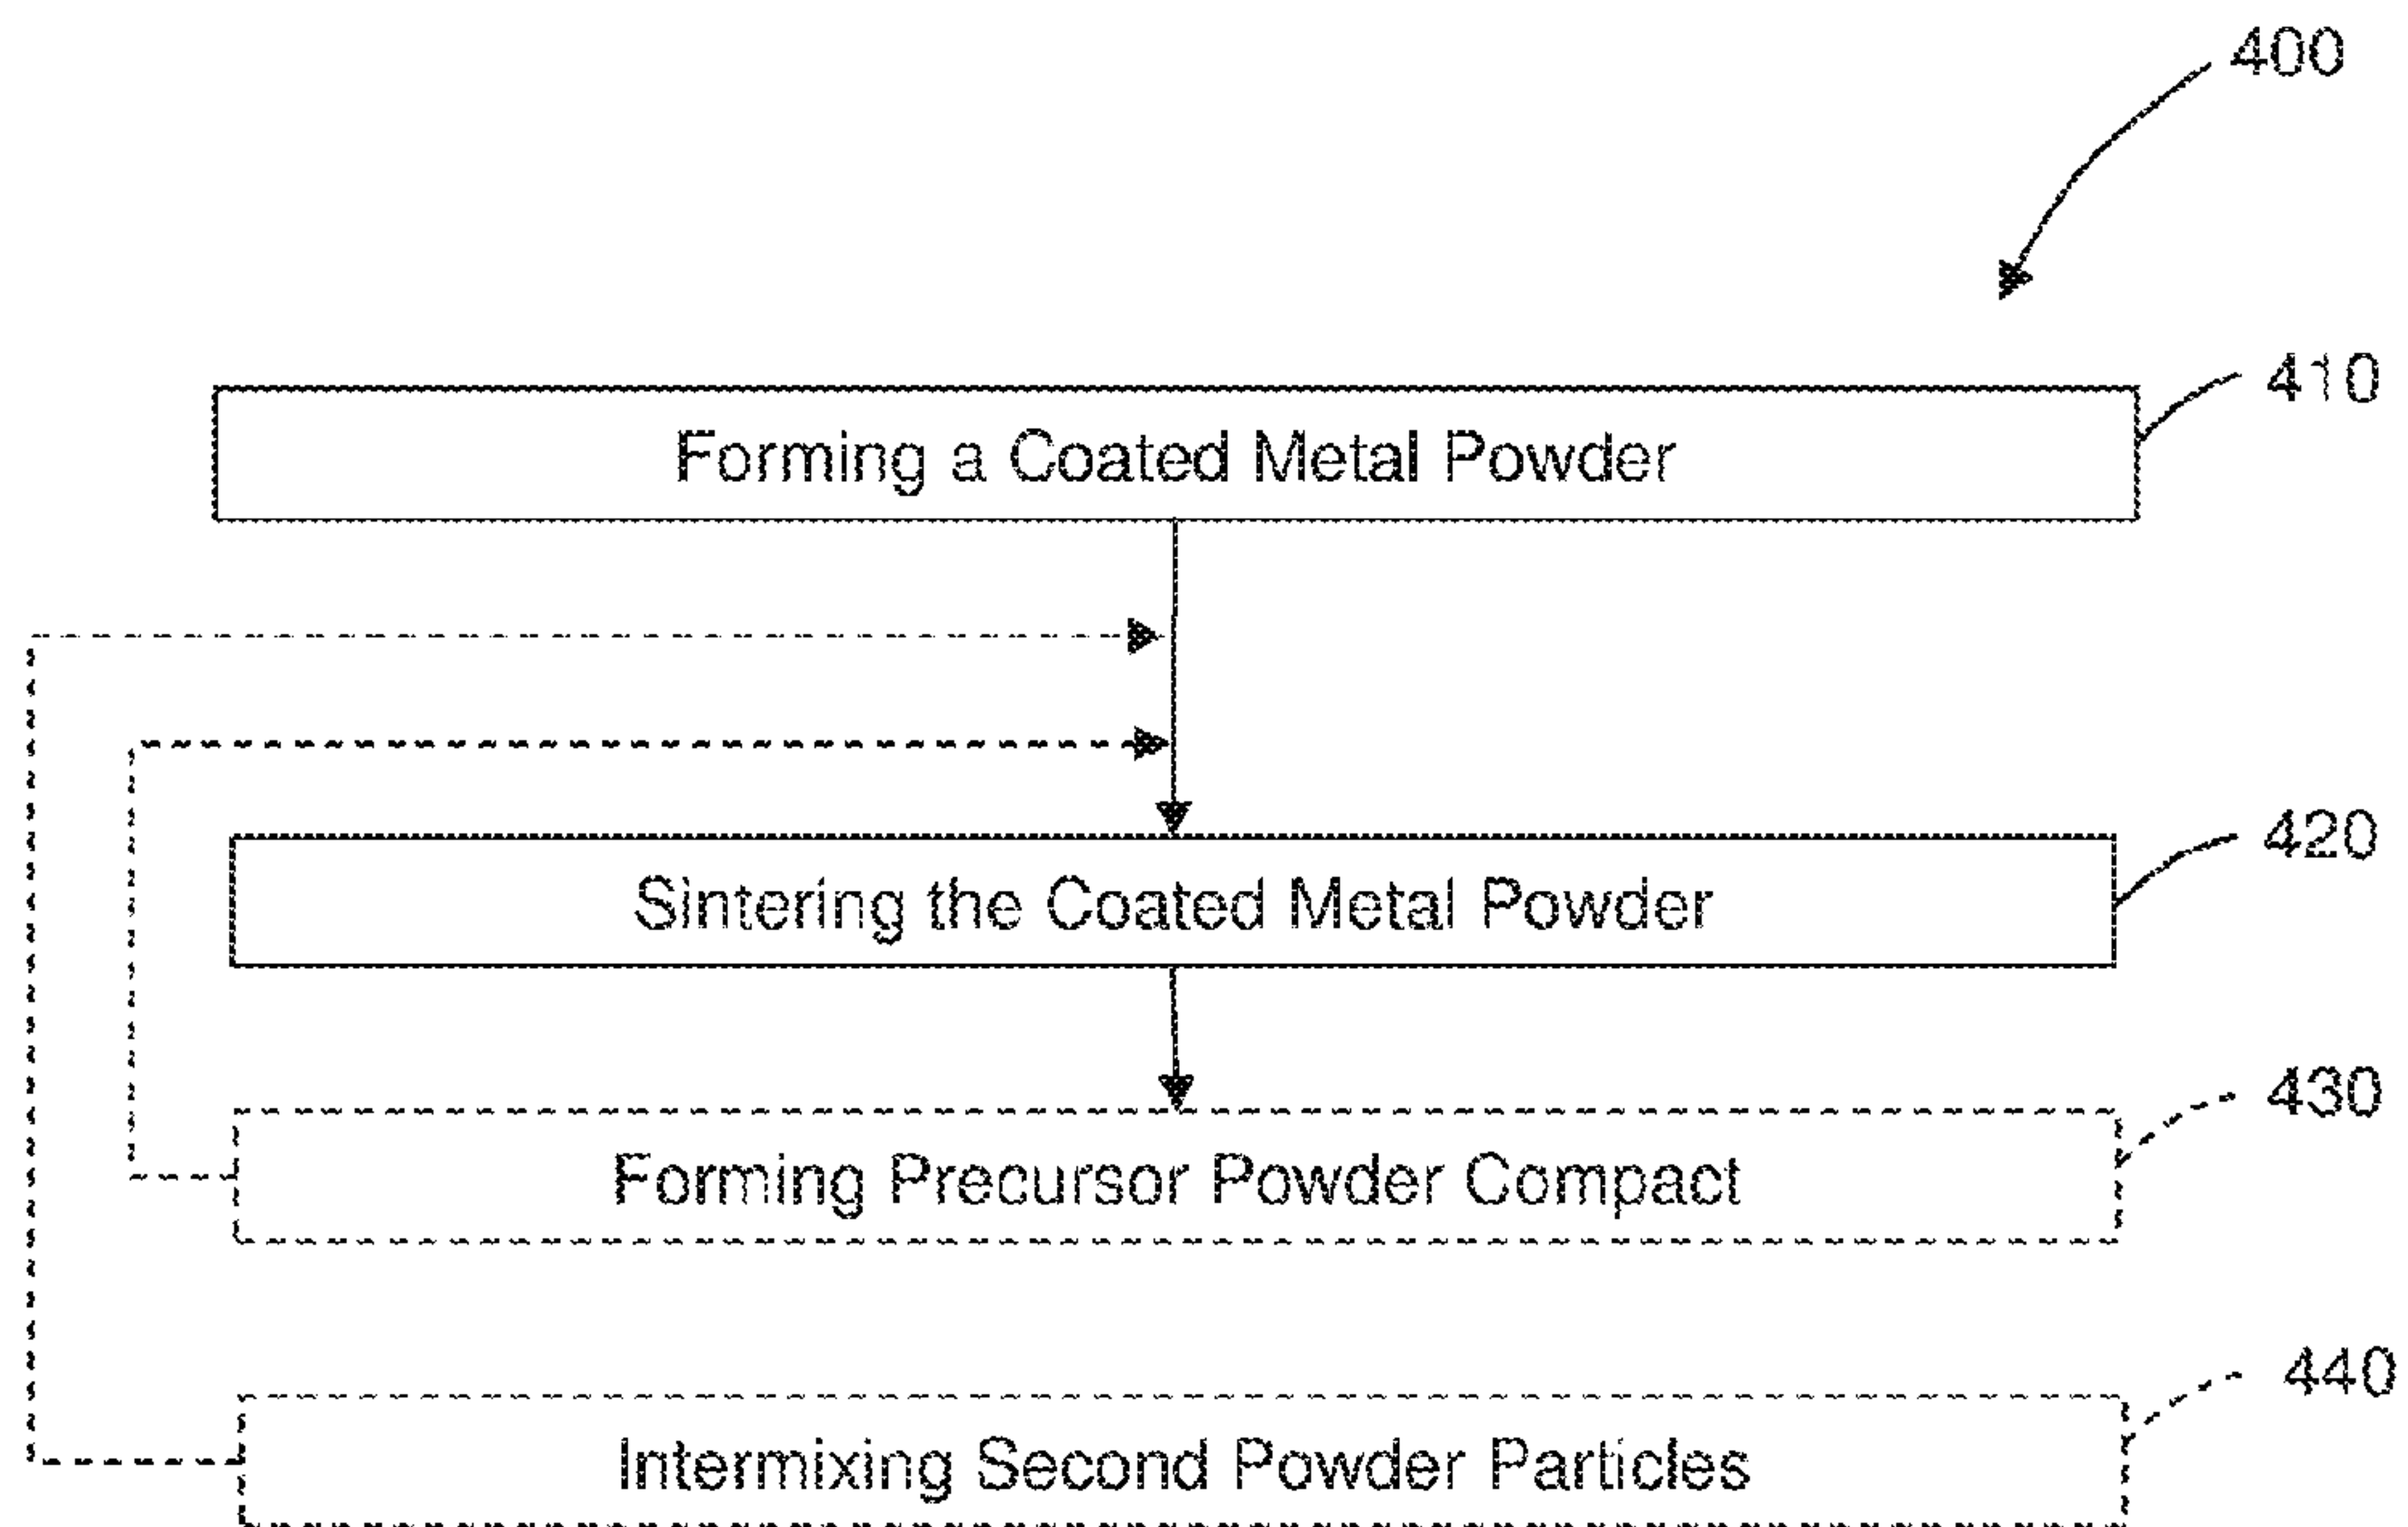 400
410
Forming a Coated Metal Powder
420
Sintering the Coated Metal Powder
430
Forming Precursor Powder Compact
440
Intermixing Second Powder Particles